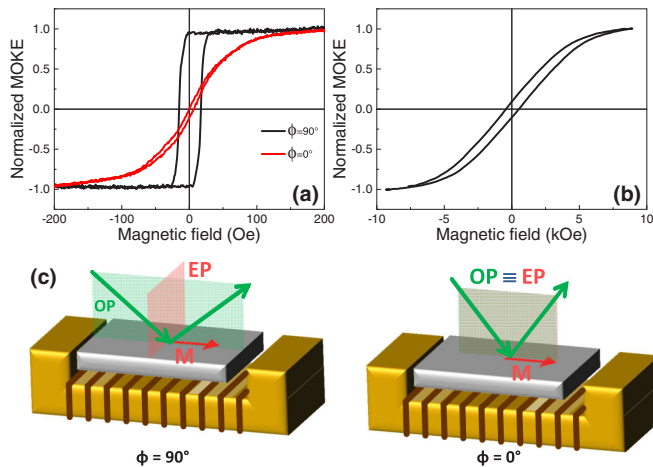 Normalized MOKE
1.0
0.5
0.0
-0.5
-1.0
ϕ=90°
ϕ=0°
(a)
-200
-100
0
100
200
Magnetic field (Oe)
Normalized MOKE
1.0
0.5
0.0
-0.5
-1.0
(b)
-10
-5
0
5
10
Magnetic field (kOe)
(c)
EP
OP
M
ϕ = 90°
OP ≡ EP
M
ϕ = 0°